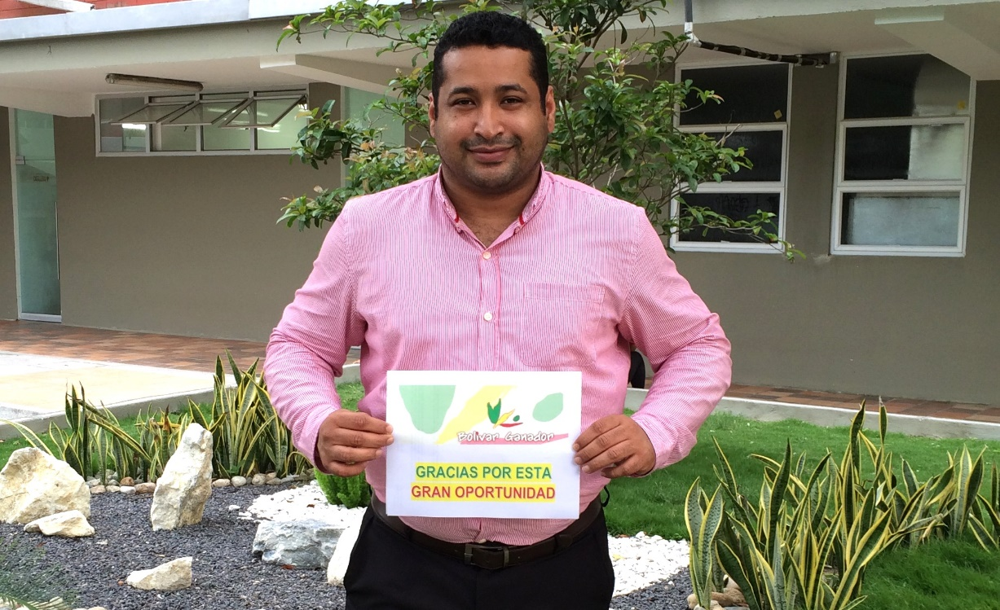 Bolívar Ganador
GRACIAS POR ESTA
GRAN OPORTUNIDAD